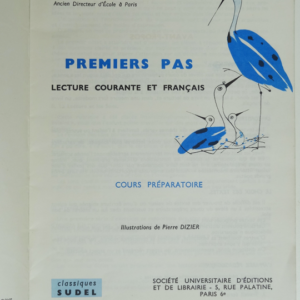 Ancien Directeur d'École à Paris
PREMIERS PAS
LECTURE COURANTE ET FRANÇAIS
COURS PRÉPARATOIRE
Illustrations de Pierre DIZIER
classiques
SUDEL
SOCIÉTÉ UNIVERSITAIRE D'ÉDITIONS
ET DE LIBRAIRIE - 5, RUE PALATINE,
PARIS 6e